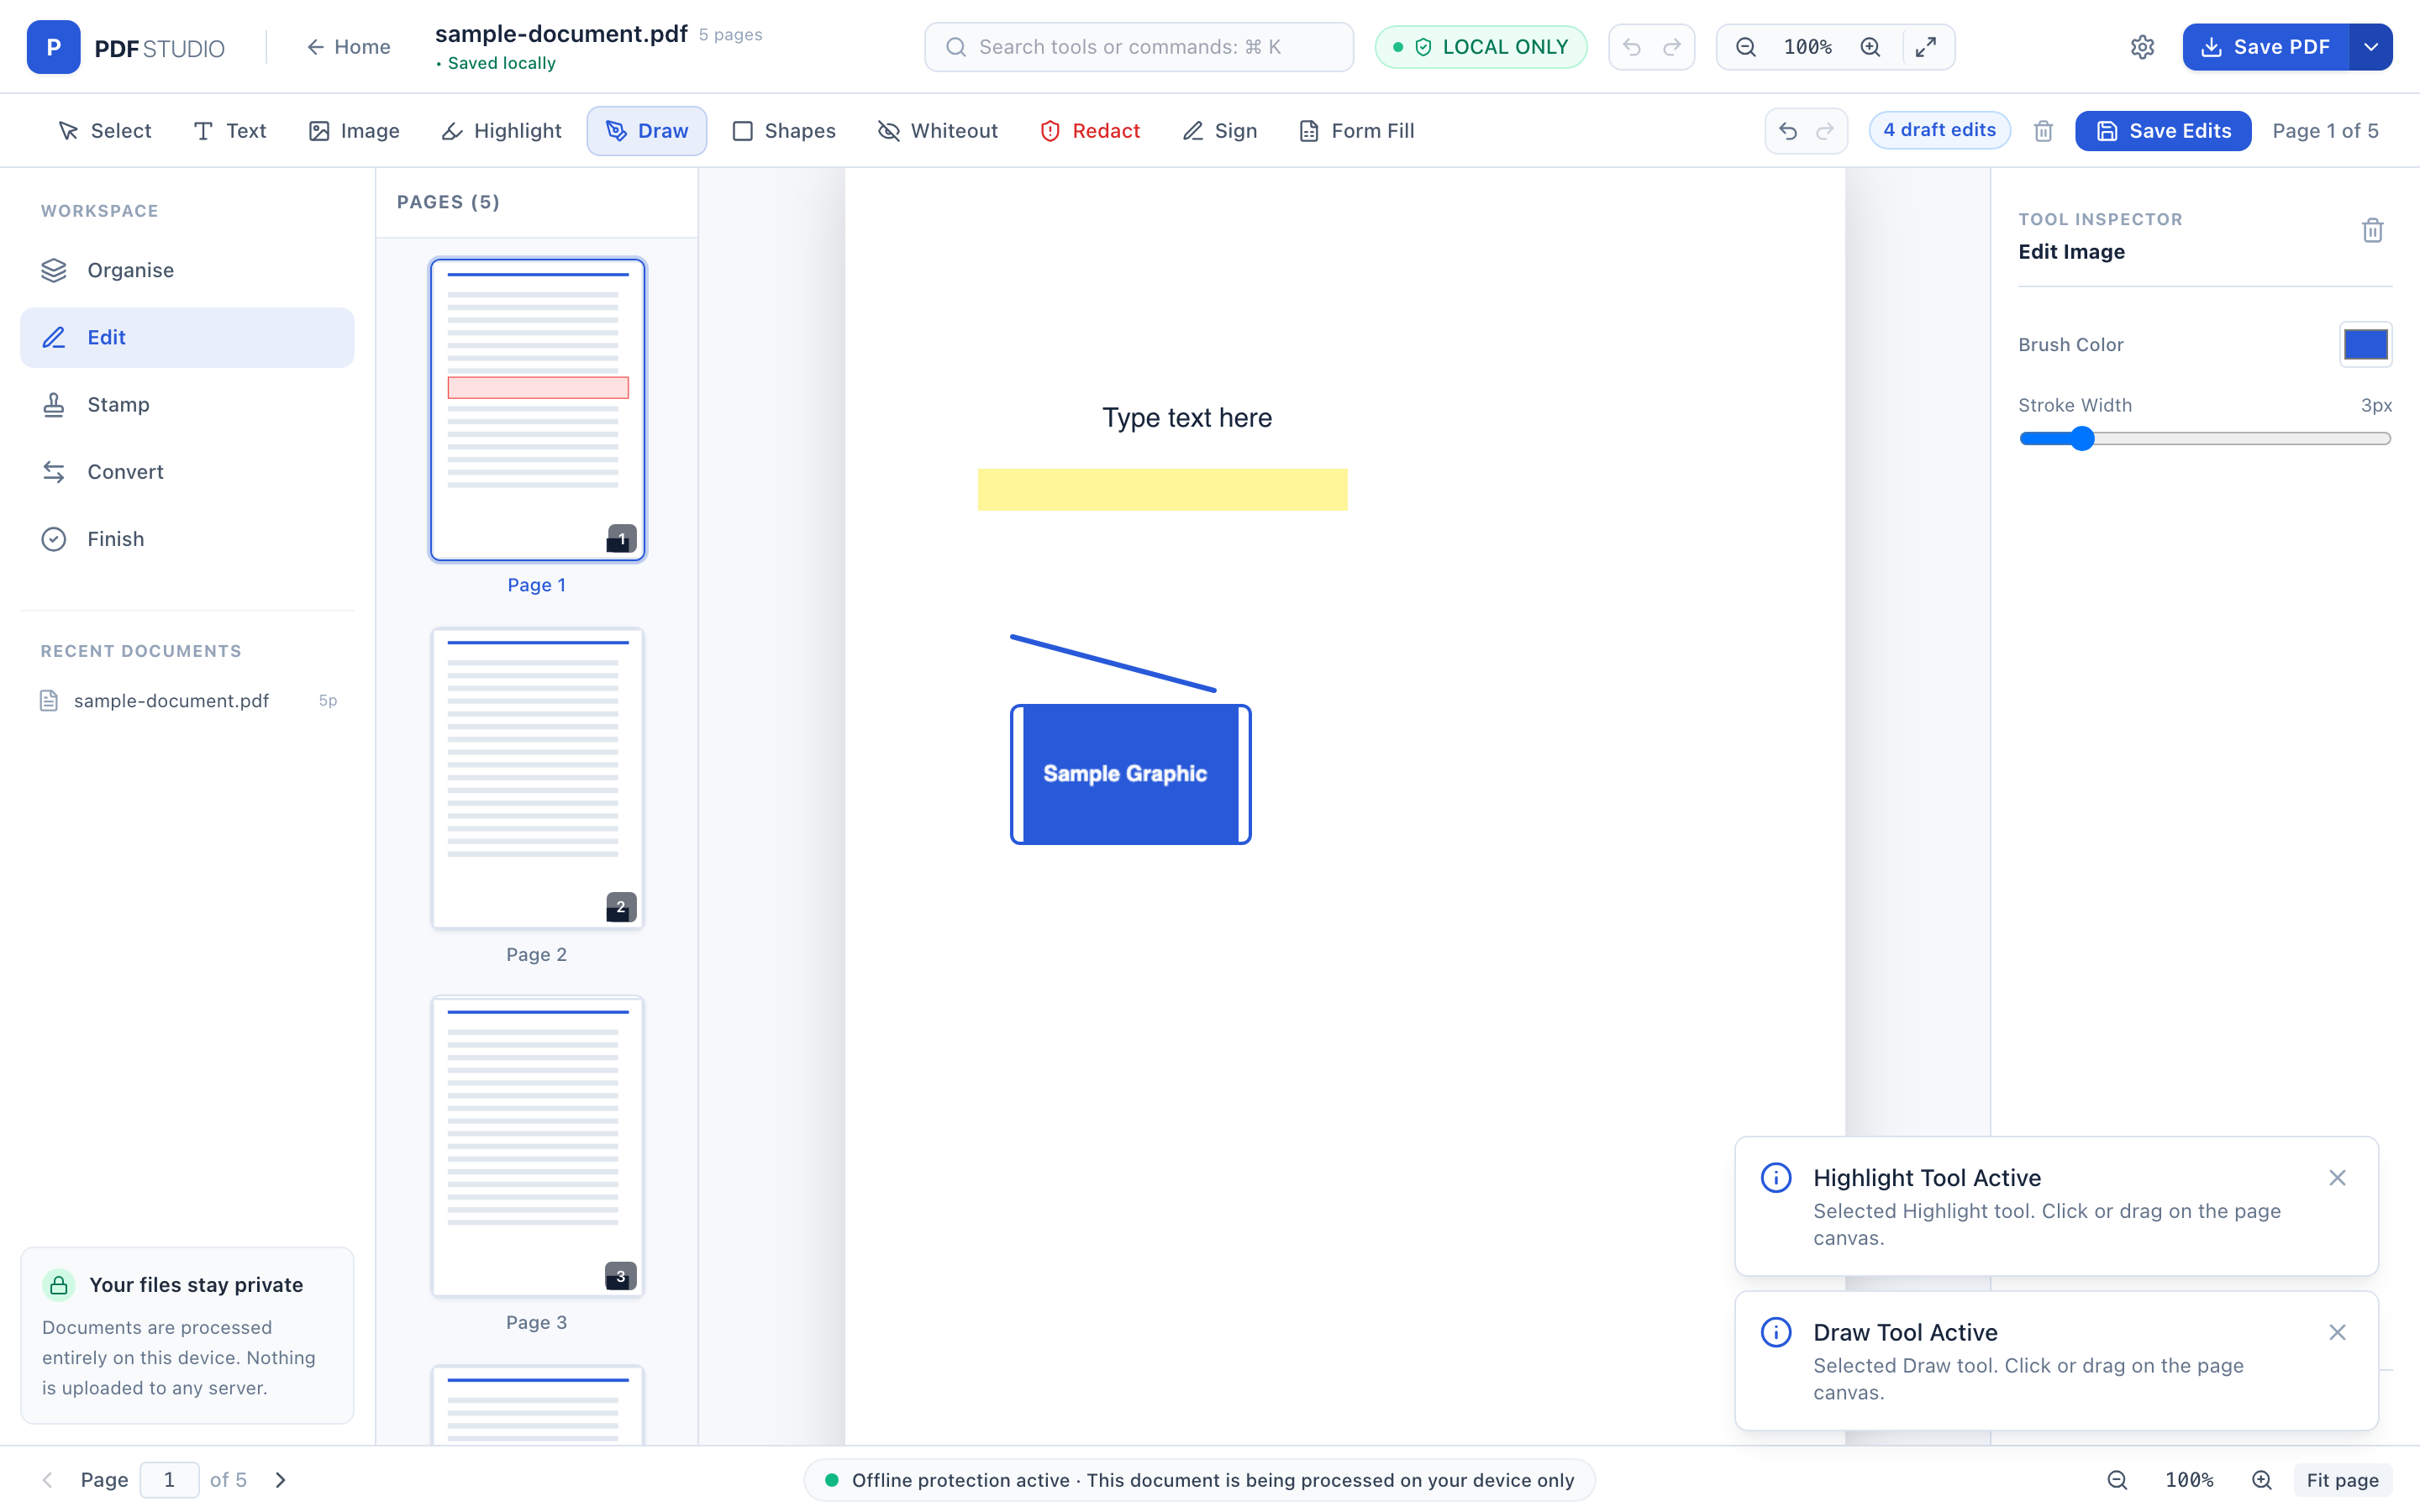 P PDF STUDIO
Home
sample-document.pdf 5 pages
• Saved locally
Search tools or commands: ⌘ K
LOCAL ONLY
100%
Save PDF
Select
Text
Image
Highlight
Draw
Shapes
Whiteout
Redact
Sign
Form Fill
4 draft edits
Save Edits
Page 1 of 5
WORKSPACE
Organise
Edit
Stamp
Convert
Finish
RECENT DOCUMENTS
sample-document.pdf 5p
Your files stay private
Documents are processed
entirely on this device. Nothing
is uploaded to any server.
PAGES (5)
1
Page 1
2
Page 2
3
Page 3
Type text here
Sample Graphic
TOOL INSPECTOR
Edit Image
Brush Color
Stroke Width 3px
Highlight Tool Active
Selected Highlight tool. Click or drag on the page
canvas.
Draw Tool Active
Selected Draw tool. Click or drag on the page
canvas.
Page 1 of 5
Offline protection active · This document is being processed on your device only
100%
Fit page